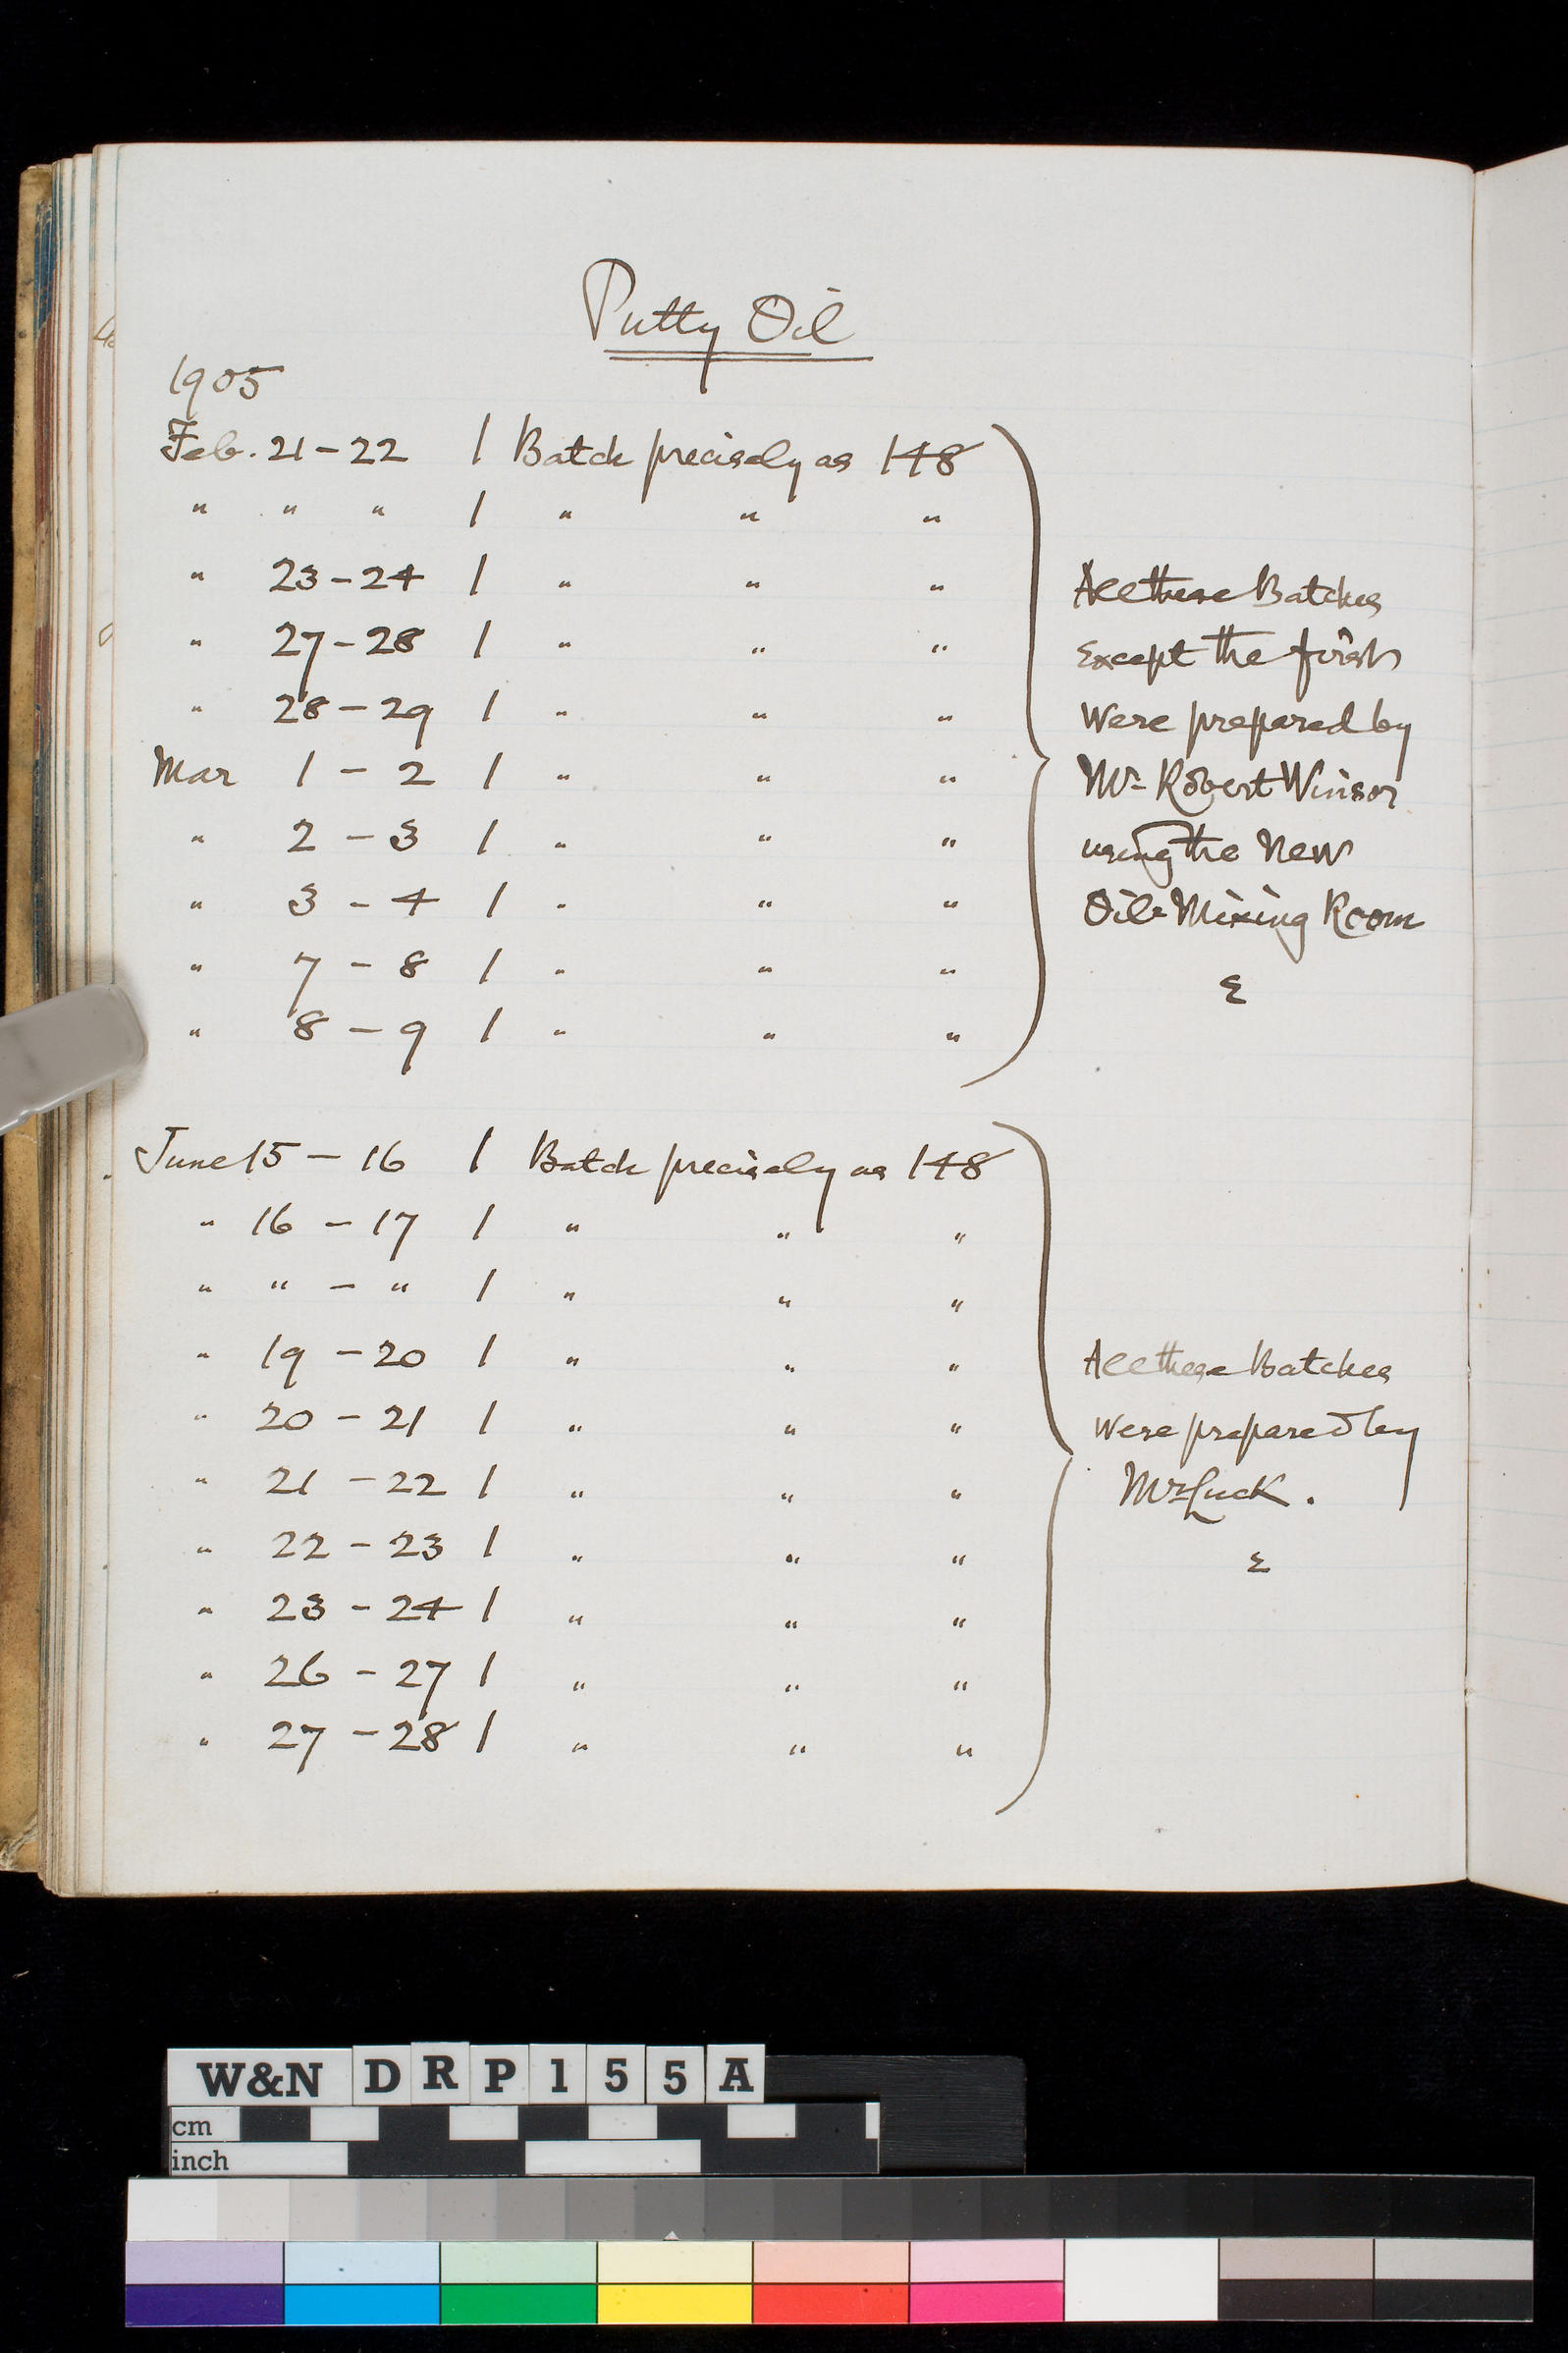 Putty Oil
1905
Feb. 21-22 1 Batch precisely as 148
" " " 1 " " "
" 23-24 1 " " "
" 27-28 1 " " "
" 28-29 1 " " "
Mar 1-2 1 " " "
" 2-3 1 " " "
" 3-4 1 " " "
" 7-8 1 " " "
" 8-9 1 " " "
All these Batches
Except the first
Were prepared by
Mr Robert Winsor
using the New
Oil-Mixing Room
Σ
June 15-16 1 Batch precisely as 148
" 16-17 1 " " "
" "-" 1 " " "
" 19-20 1 " " "
" 20-21 1 " " "
" 21-22 1 " " "
" 22-23 1 " " "
" 23-24 1 " " "
" 26-27 1 " " "
" 27-28 1 " " "
All these Batches
were prepared by
Mr Luck.
Σ
W&N DRP155A
cm
inch